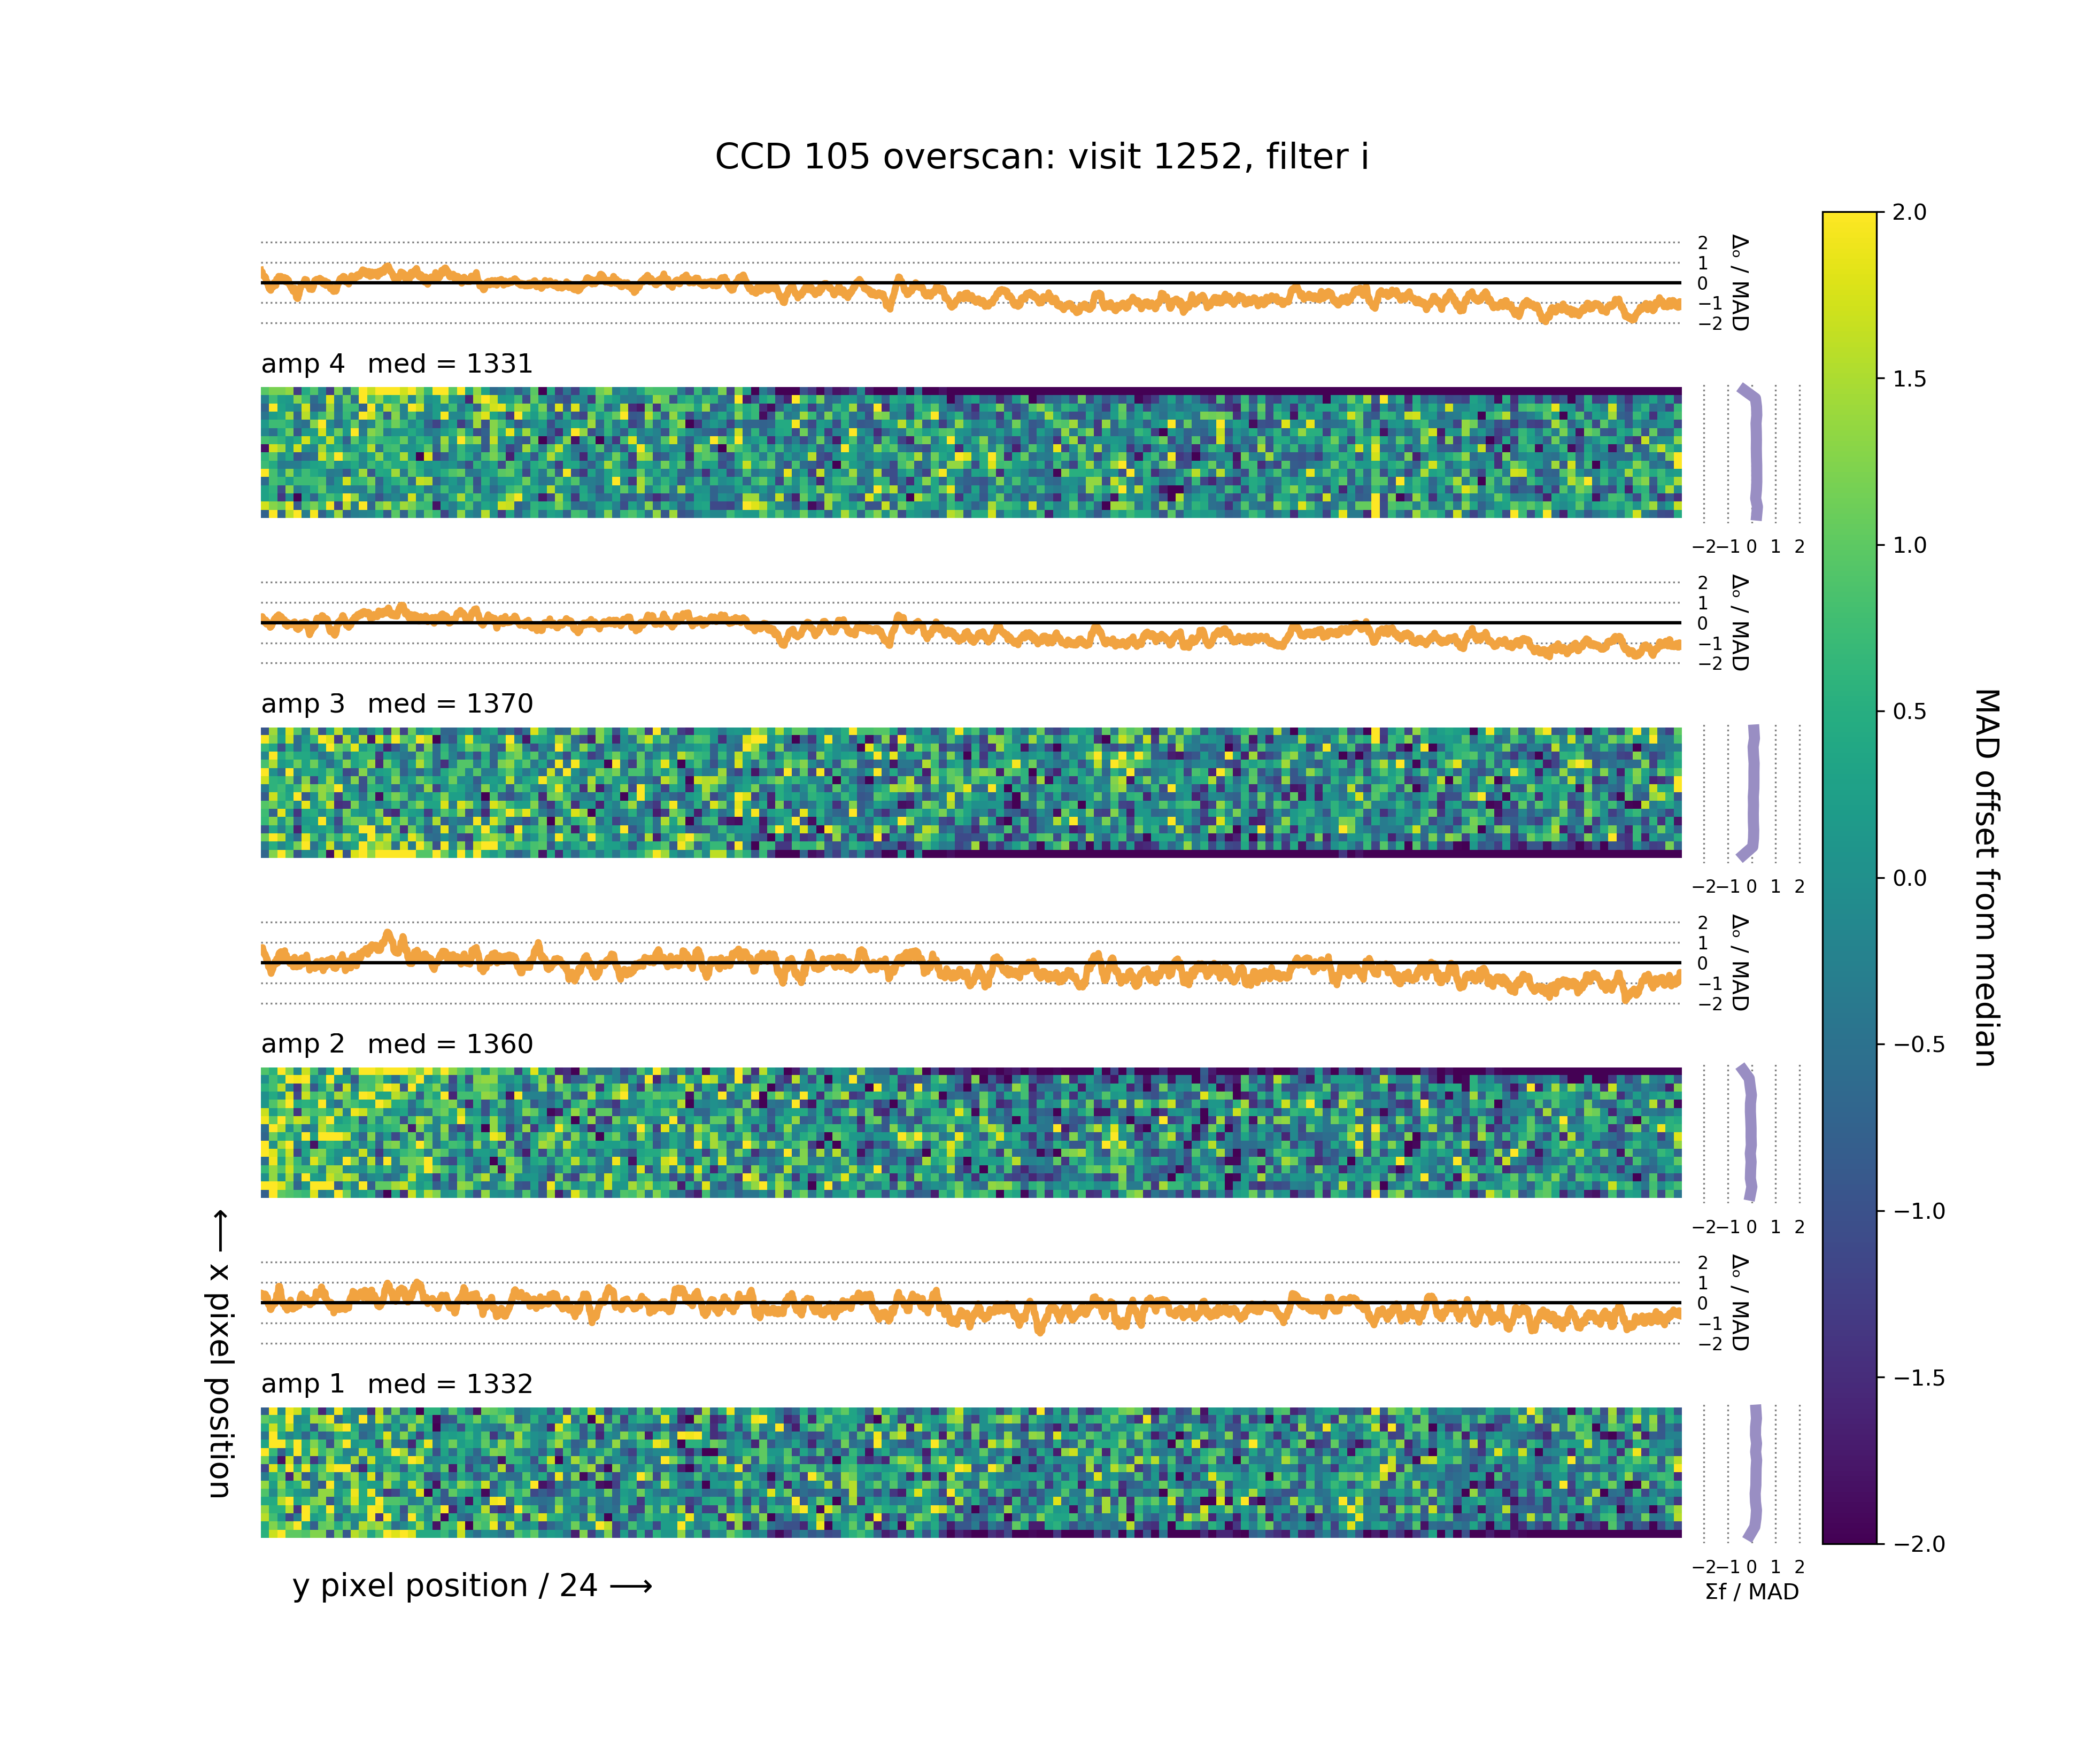 CCD 105 overscan: visit 1252, filter i
2
1
0
−1
−2
Δₒ / MAD
amp 4 med = 1331
−2 −1 0 1 2
2
1
0
−1
−2
Δₒ / MAD
amp 3 med = 1370
−2 −1 0 1 2
2
1
0
−1
−2
Δₒ / MAD
amp 2 med = 1360
−2 −1 0 1 2
2
1
0
−1
−2
Δₒ / MAD
amp 1 med = 1332
−2 −1 0 1 2
Σf / MAD
y pixel position / 24 ⟶
⟵ x pixel position
2.0
1.5
1.0
0.5
0.0
−0.5
−1.0
−1.5
−2.0
MAD offset from median